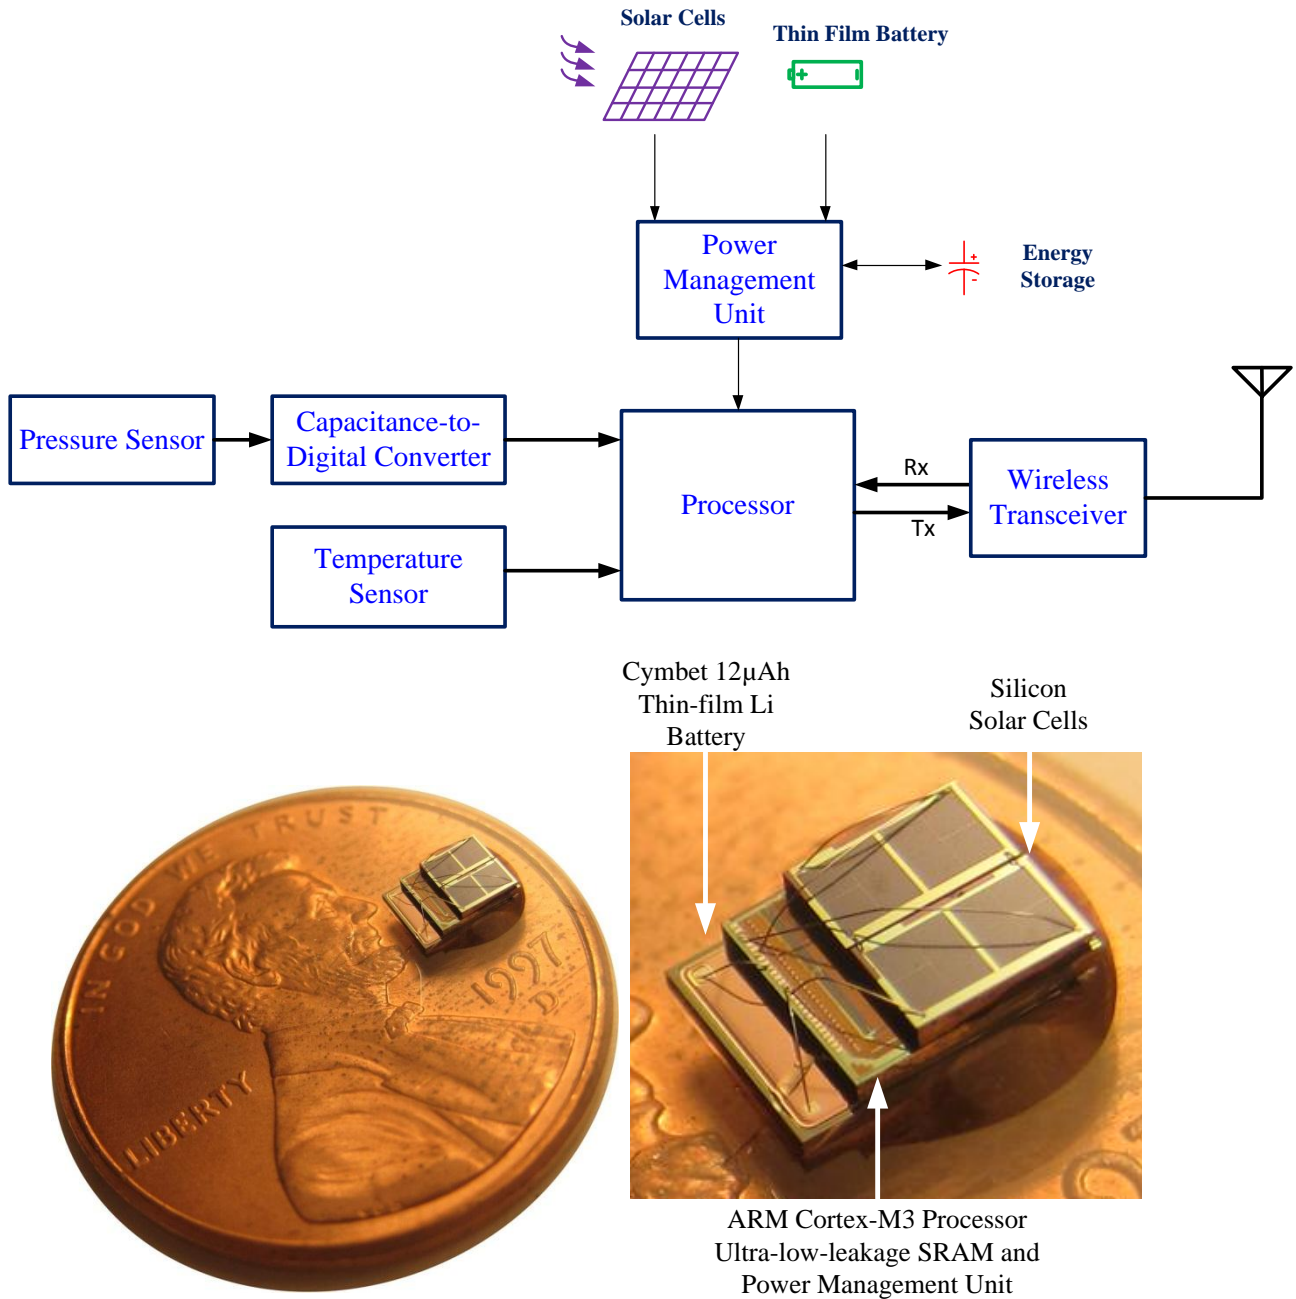 Solar Cells
Thin Film Battery
Power
Management
Unit
Energy
Storage
Pressure Sensor
Capacitance-to-
Digital Converter
Temperature
Sensor
Processor
Rx
Tx
Wireless
Transceiver
Cymbet 12µAh
Thin-film Li
Battery
Silicon
Solar Cells
IN GOD WE TRUST
LIBERTY
1997
D
ARM Cortex-M3 Processor
Ultra-low-leakage SRAM and
Power Management Unit